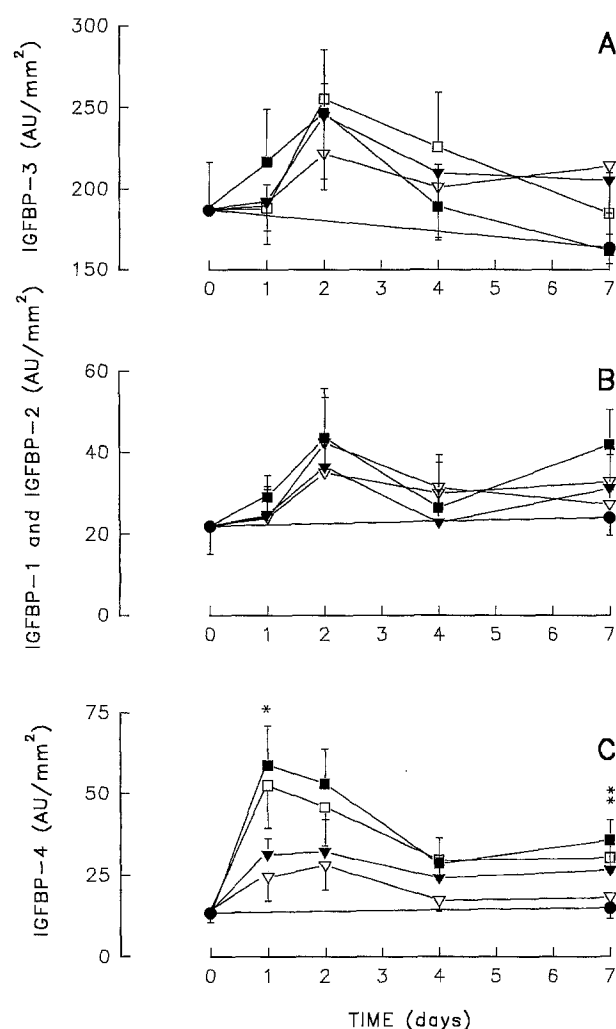 A
IGFBP-3 (AU/mm²)
300
250
200
150
0 1 2 3 4 5 6 7
B
IGFBP-1 and IGFBP-2 (AU/mm²)
60
40
20
0
0 1 2 3 4 5 6 7
C
IGFBP-4 (AU/mm²)
75
50
25
0
*
**
0 1 2 3 4 5 6 7
TIME (days)